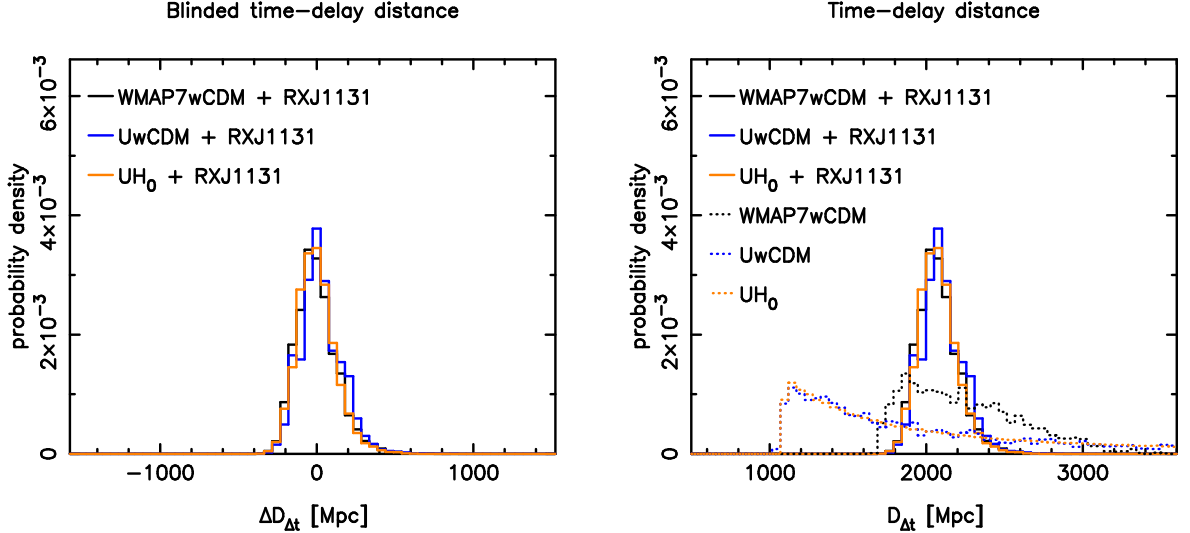 Blinded time-delay distance
probability density
6×10⁻³
4×10⁻³
2×10⁻³
0
WMAP7wCDM + RXJ1131
UwCDM + RXJ1131
UH₀ + RXJ1131
-1000
0
1000
ΔD_Δt [Mpc]
Time-delay distance
probability density
6×10⁻³
4×10⁻³
2×10⁻³
0
WMAP7wCDM + RXJ1131
UwCDM + RXJ1131
UH₀ + RXJ1131
WMAP7wCDM
UwCDM
UH₀
1000
2000
3000
D_Δt [Mpc]